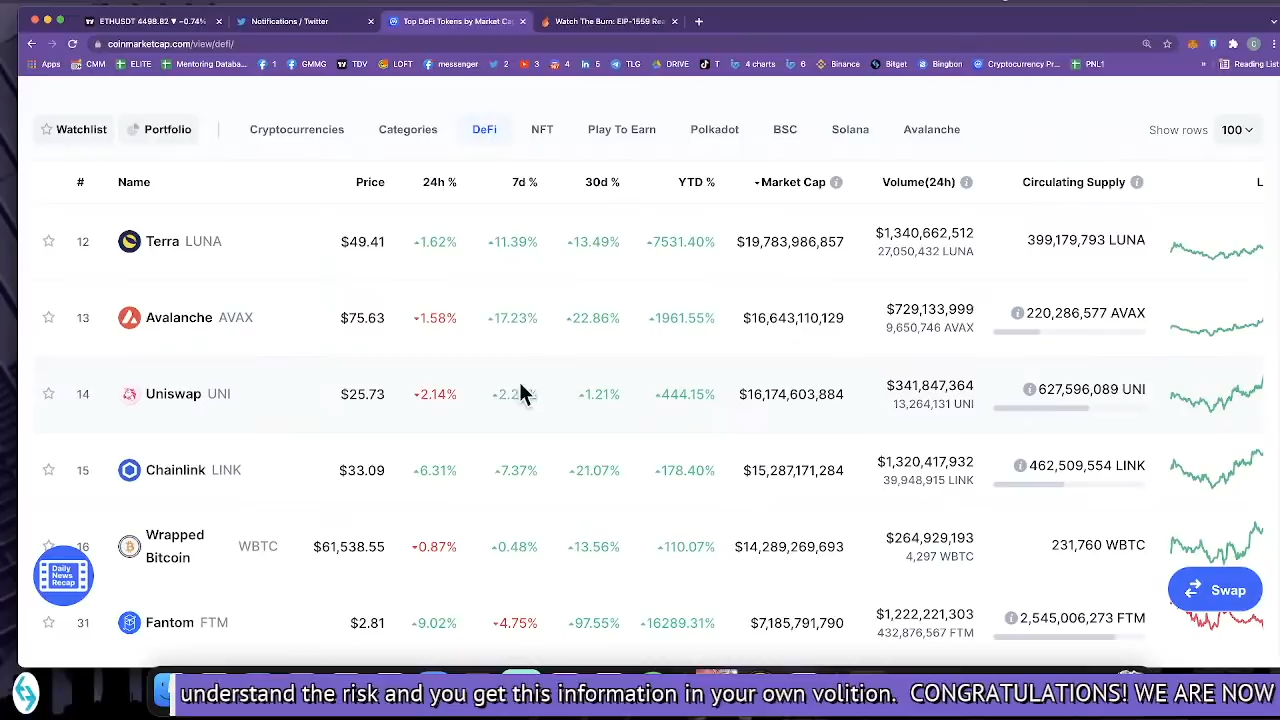 ETHUSDT 4498.82 ▼ −0.74%
Notifications / Twitter
Top DeFi Tokens by Market Ca
Watch The Burn: EIP-1559 Rea
coinmarketcap.com/view/defi/
Apps CMM ELITE Mentoring Databa... 1 GMMG TDV LOFT messenger 2 3 4 5 TLG DRIVE T 4 charts 6 Binance Bitget Bingbon Cryptocurrency Pr... PNL1 » Reading List
Watchlist Portfolio Cryptocurrencies Categories DeFi NFT Play To Earn Polkadot BSC Solana Avalanche Show rows 100
# Name Price 24h % 7d % 30d % YTD % Market Cap Volume(24h) Circulating Supply L
12 Terra LUNA $49.41 1.62% 11.39% 13.49% 7531.40% $19,783,986,857 $1,340,662,512 399,179,793 LUNA
27,050,432 LUNA
13 Avalanche AVAX $75.63 1.58% 17.23% 22.86% 1961.55% $16,643,110,129 $729,133,999 220,286,577 AVAX
9,650,746 AVAX
14 Uniswap UNI $25.73 2.14% 1.21% 444.15% $16,174,603,884 $341,847,364 627,596,089 UNI
13,264,131 UNI
15 Chainlink LINK $33.09 6.31% 7.37% 21.07% 178.40% $15,287,171,284 $1,320,417,932 462,509,554 LINK
39,948,915 LINK
16 Wrapped Bitcoin WBTC $61,538.55 0.87% 0.48% 13.56% 110.07% $14,289,269,693 $264,929,193 231,760 WBTC
4,297 WBTC
Daily
News
Recap
Swap
31 Fantom FTM $2.81 9.02% 4.75% 97.55% 16289.31% $7,185,791,790 $1,222,221,303 2,545,006,273 FTM
432,876,567 FTM
understand the risk and you get this information in your own volition. CONGRATULATIONS! WE ARE NOW